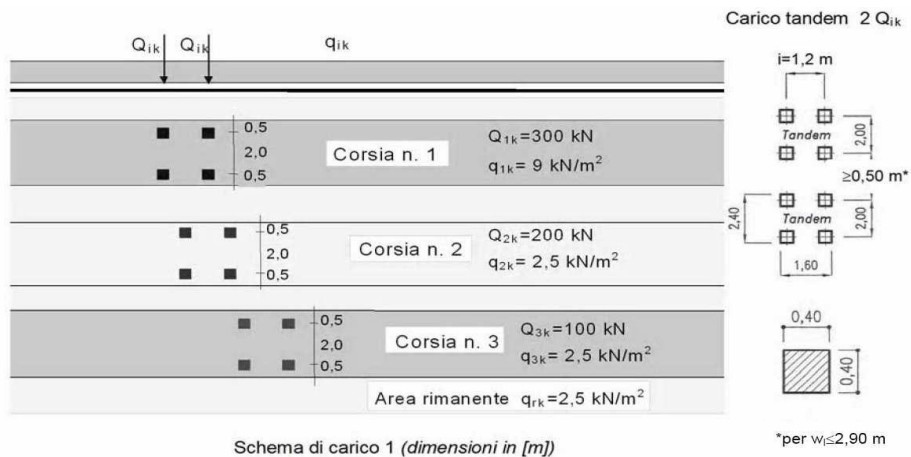 Carico tandem 2 Qik
Qik Qik qik
i=1,2 m
0,5
2,0
0,5
Corsia n. 1
Q1k=300 kN
q1k= 9 kN/m²
Tandem
2,00
≥0,50 m*
0,5
2,0
0,5
Corsia n. 2
Q2k=200 kN
q2k= 2,5 kN/m²
2,40
Tandem
2,00
1,60
0,5
2,0
0,5
Corsia n. 3
Q3k=100 kN
q3k= 2,5 kN/m²
0,40
0,40
Area rimanente qrk=2,5 kN/m²
*per wl≤2,90 m
Schema di carico 1 (dimensioni in [m])